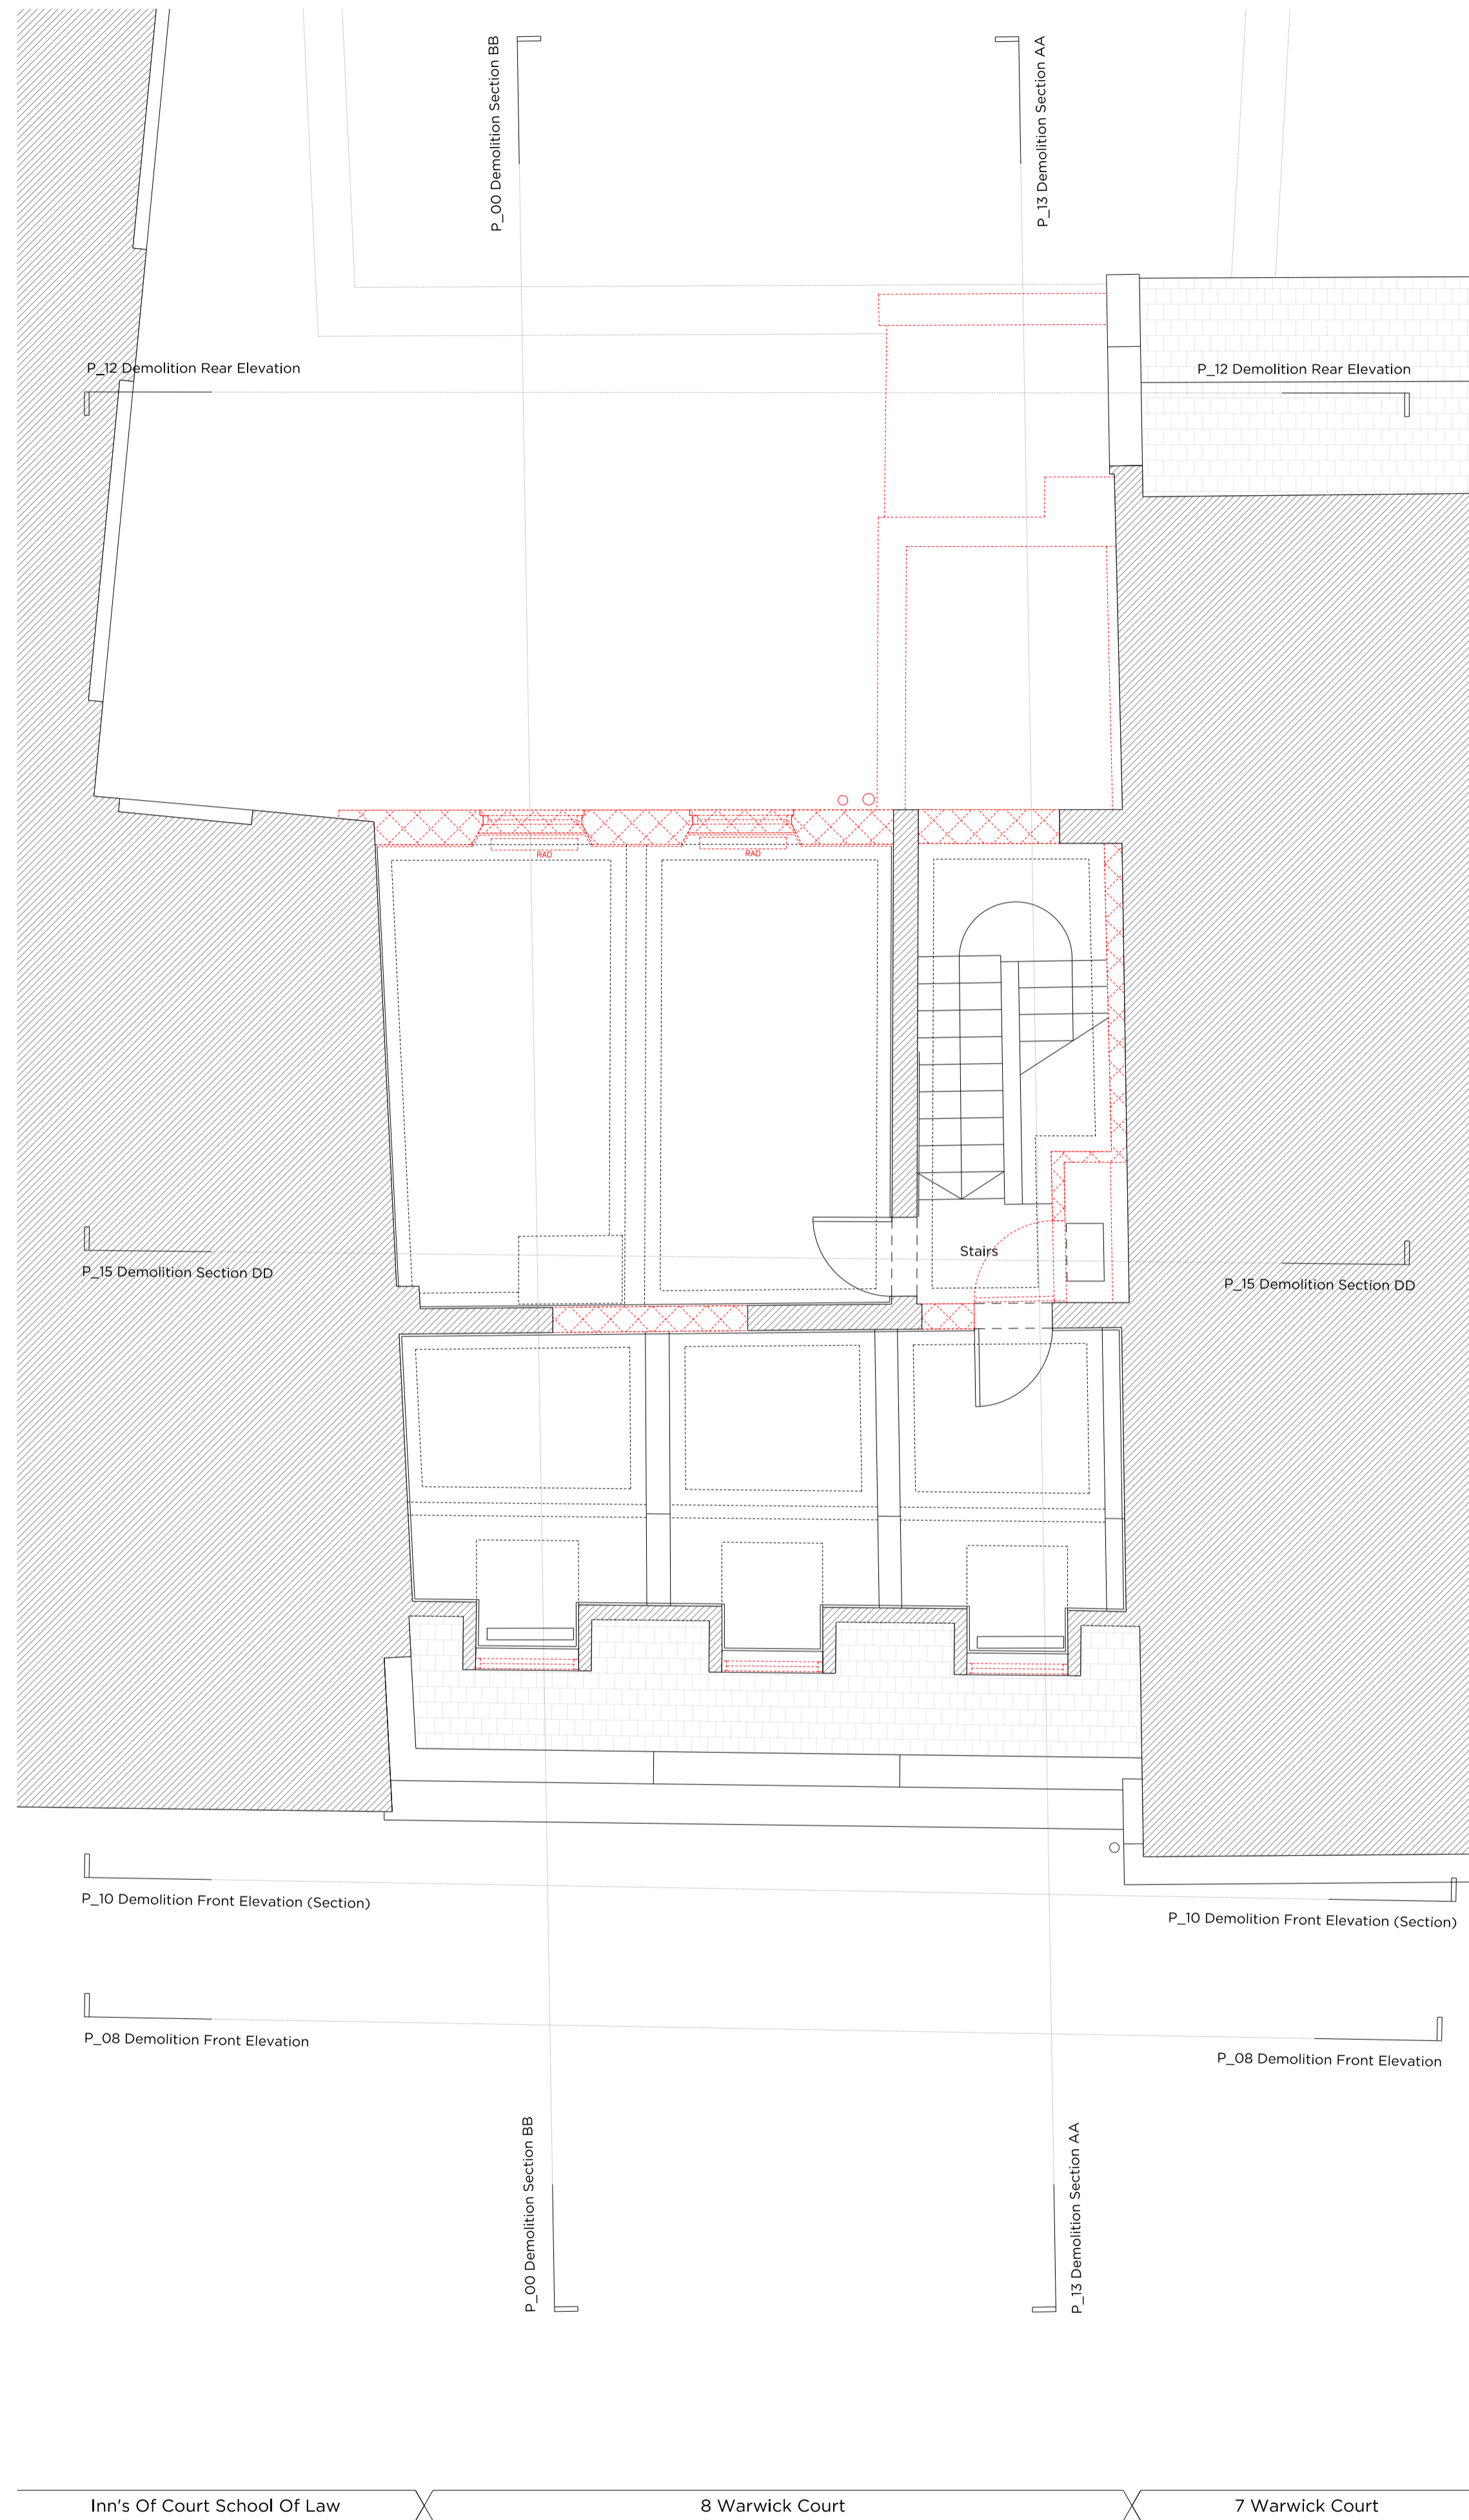 P_00 Demolition Section BB
P_13 Demolition Section AA
P_12 Demolition Rear Elevation
P_12 Demolition Rear Elevation
RAD
RAD
Stairs
P_15 Demolition Section DD
P_15 Demolition Section DD
P_10 Demolition Front Elevation (Section)
P_10 Demolition Front Elevation (Section)
P_08 Demolition Front Elevation
P_08 Demolition Front Elevation
P_00 Demolition Section BB
P_13 Demolition Section AA
Inn's Of Court School Of Law
8 Warwick Court
7 Warwick Court